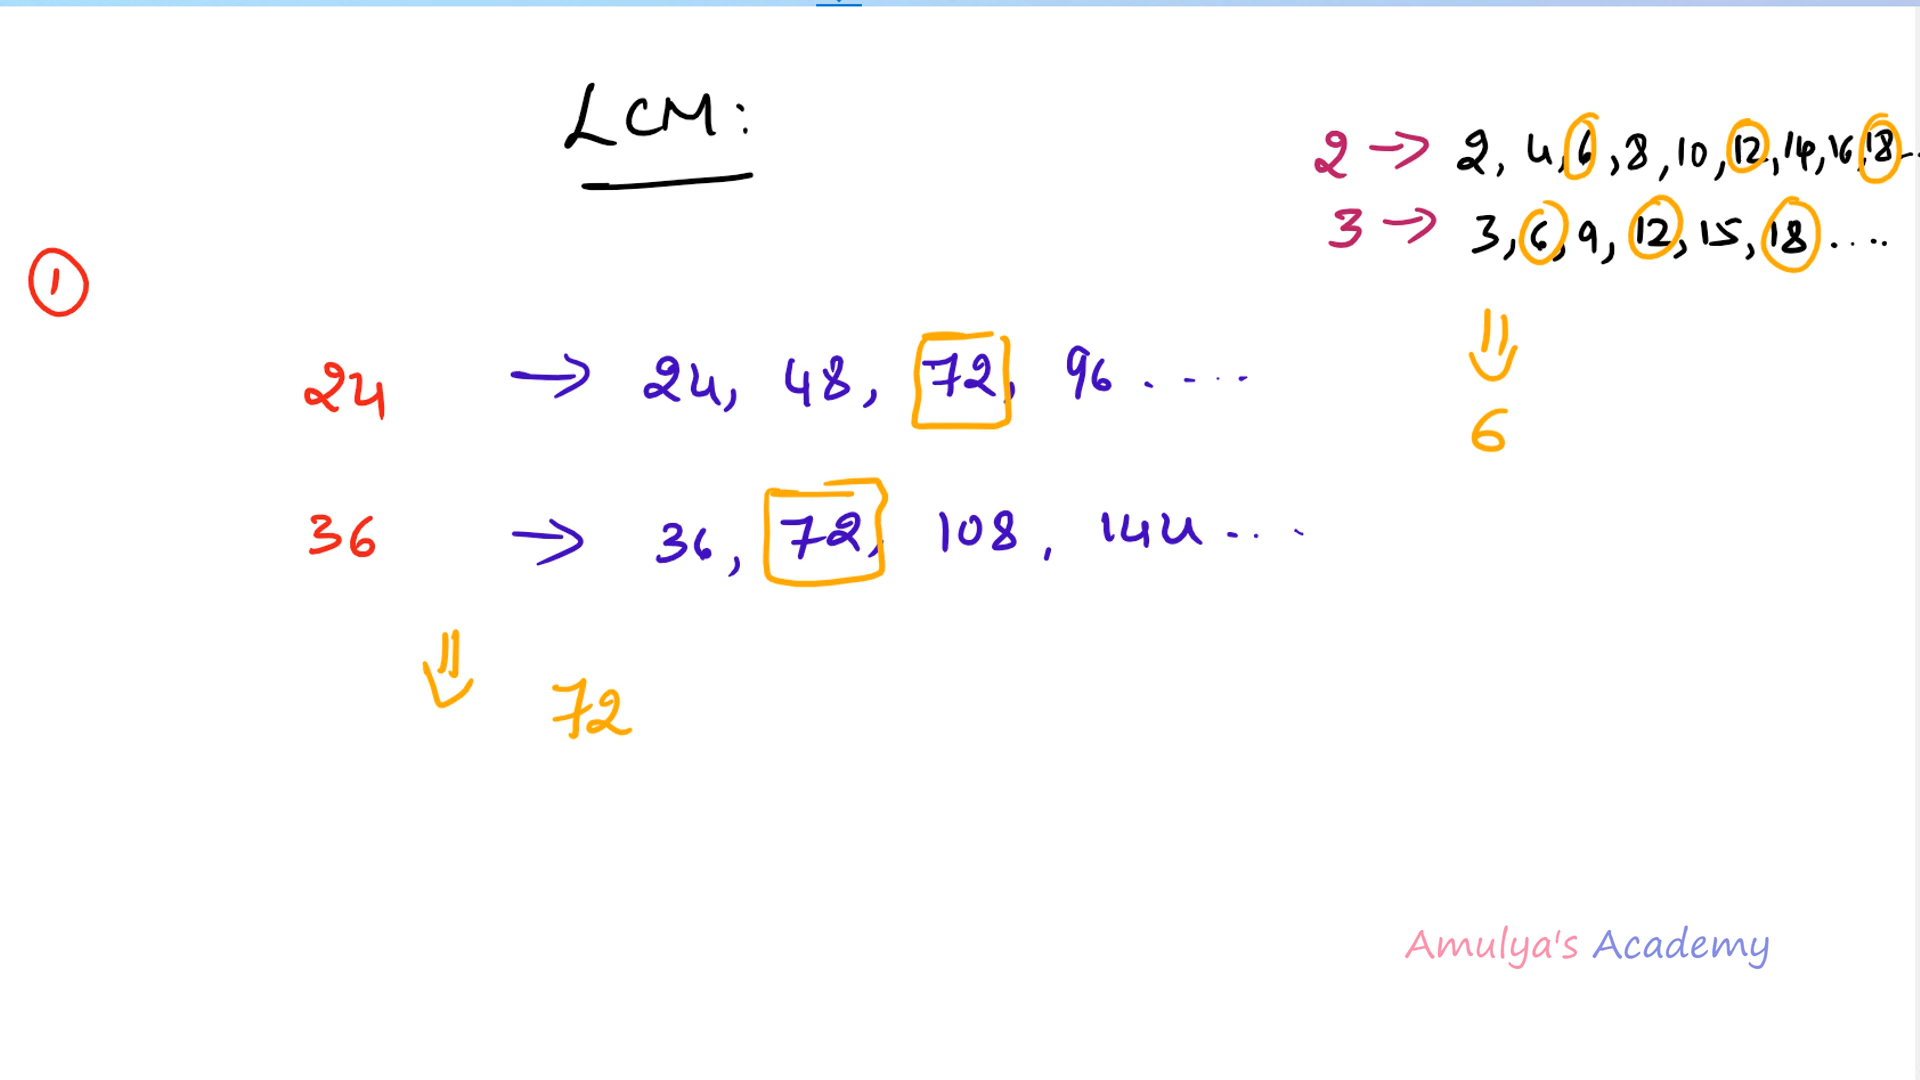 LCM:
2 → 2, 4, 6, 8, 10, 12, 14, 16, 18...
3 → 3, 6, 9, 12, 15, 18....
⇓
6
1
24 → 24, 48, 72, 96.....
36 → 36, 72, 108, 144...
⇓ 72
Amulya's Academy